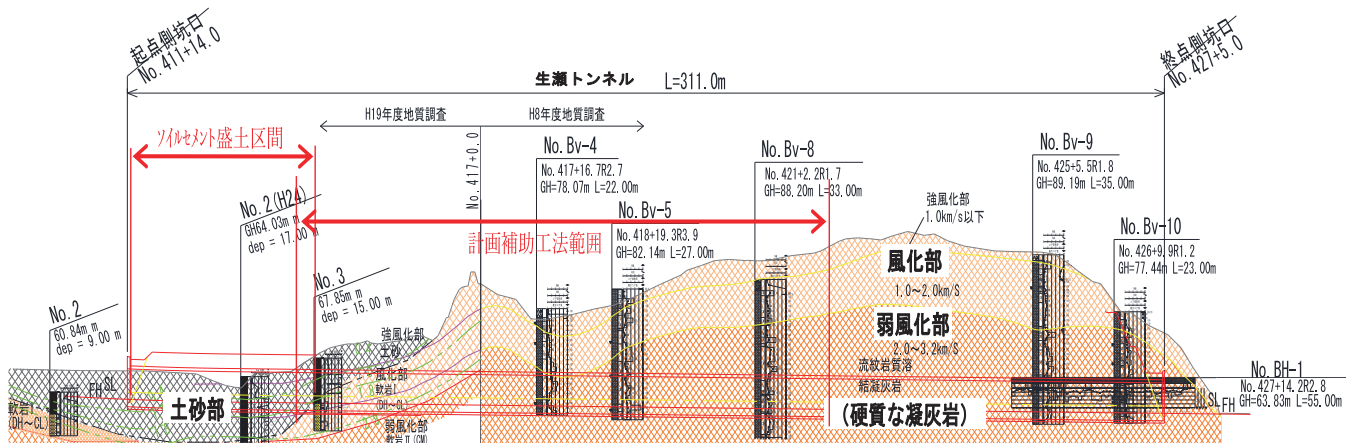 起点側坑口
No.411+14.0
終点側坑口
No.427+5.0
生瀬トンネル L=311.0m
H19年度地質調査
H8年度地質調査
ソイルセメント盛土区間
No.417+0.0
No.Bv-4
No.417+16.7R2.7
GH=78.07m L=22.00m
No.Bv-8
No.421+2.2R1.7
GH=88.20m L=33.00m
No.Bv-9
No.425+5.5R1.8
GH=89.19m L=35.00m
No.2(H24)
GH64.03m m
dep = 17.00 m
No.Bv-5
No.418+19.3R3.9
GH=82.14m L=27.00m
計画補助工法範囲
強風化部
1.0km/s以下
No.Bv-10
No.426+9.9R1.2
GH=77.44m L=23.00m
No.3
67.85m m
dep = 15.00 m
No.2
60.84m m
dep = 9.00 m
風化部
1.0～2.0km/S
弱風化部
2.0～3.2km/S
強風化部
土砂
風化部
軟岩I
(DH～CL)
弱風化部
軟岩II(CM)
流紋岩質溶
結凝灰岩
(硬質な凝灰岩)
No.BH-1
No.427+14.2R2.8
GH=63.83m L=55.00m
FH
SL
軟岩I
(DH～CL)
土砂部
SL
FH